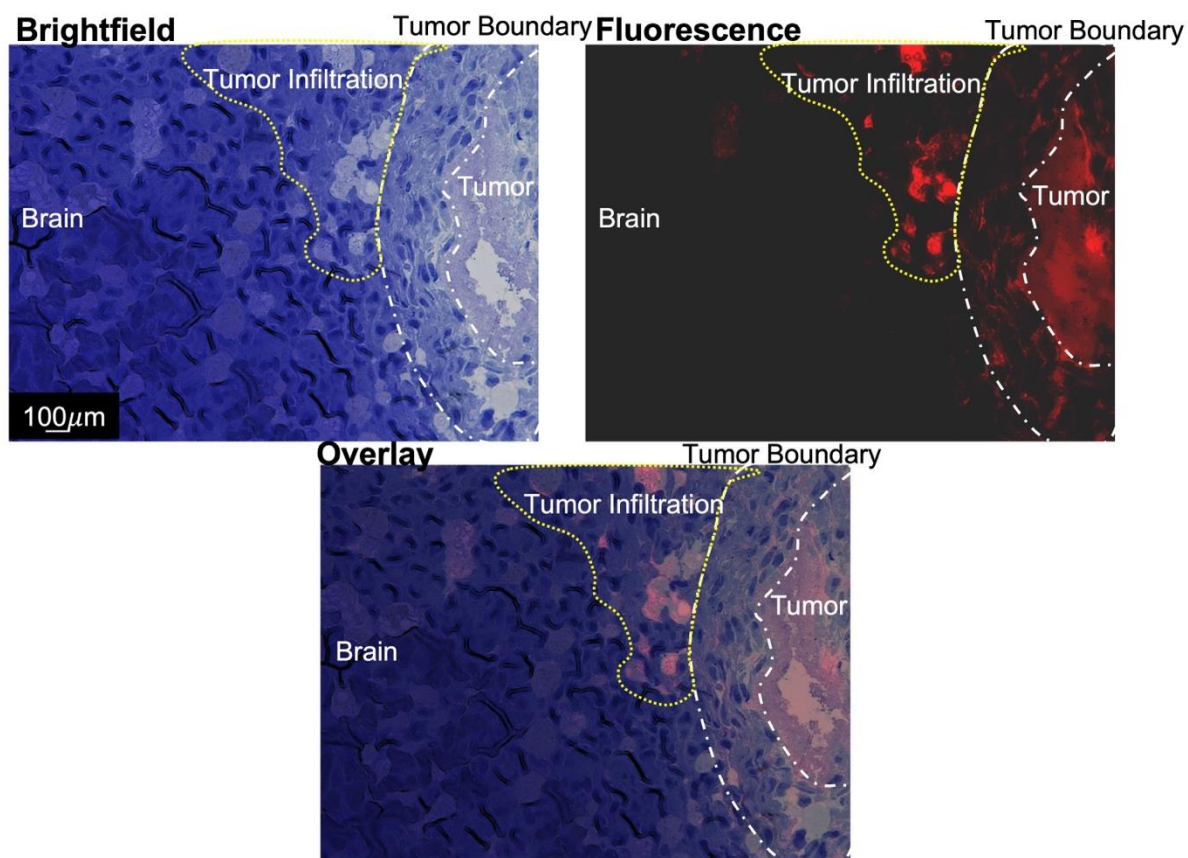 Brightfield
Tumor Boundary
Tumor Infiltration
Tumor
Brain
100μm
Fluorescence
Tumor Boundary
Tumor Infiltration
Tumor
Brain
Overlay
Tumor Boundary
Tumor Infiltration
Tumor
Brain